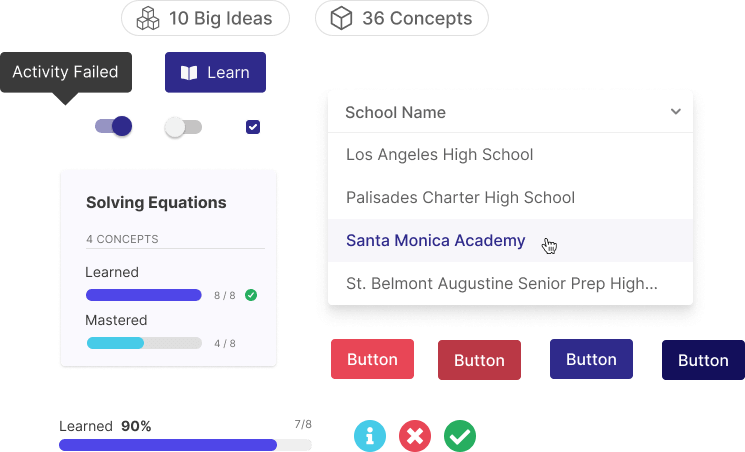 10 Big Ideas
36 Concepts
Activity Failed
Learn
School Name
Los Angeles High School
Palisades Charter High School
Santa Monica Academy
St. Belmont Augustine Senior Prep High...
Solving Equations
4 CONCEPTS
Learned
8 / 8
Mastered
4 / 8
Button
Button
Button
Button
Learned 90%
7/8